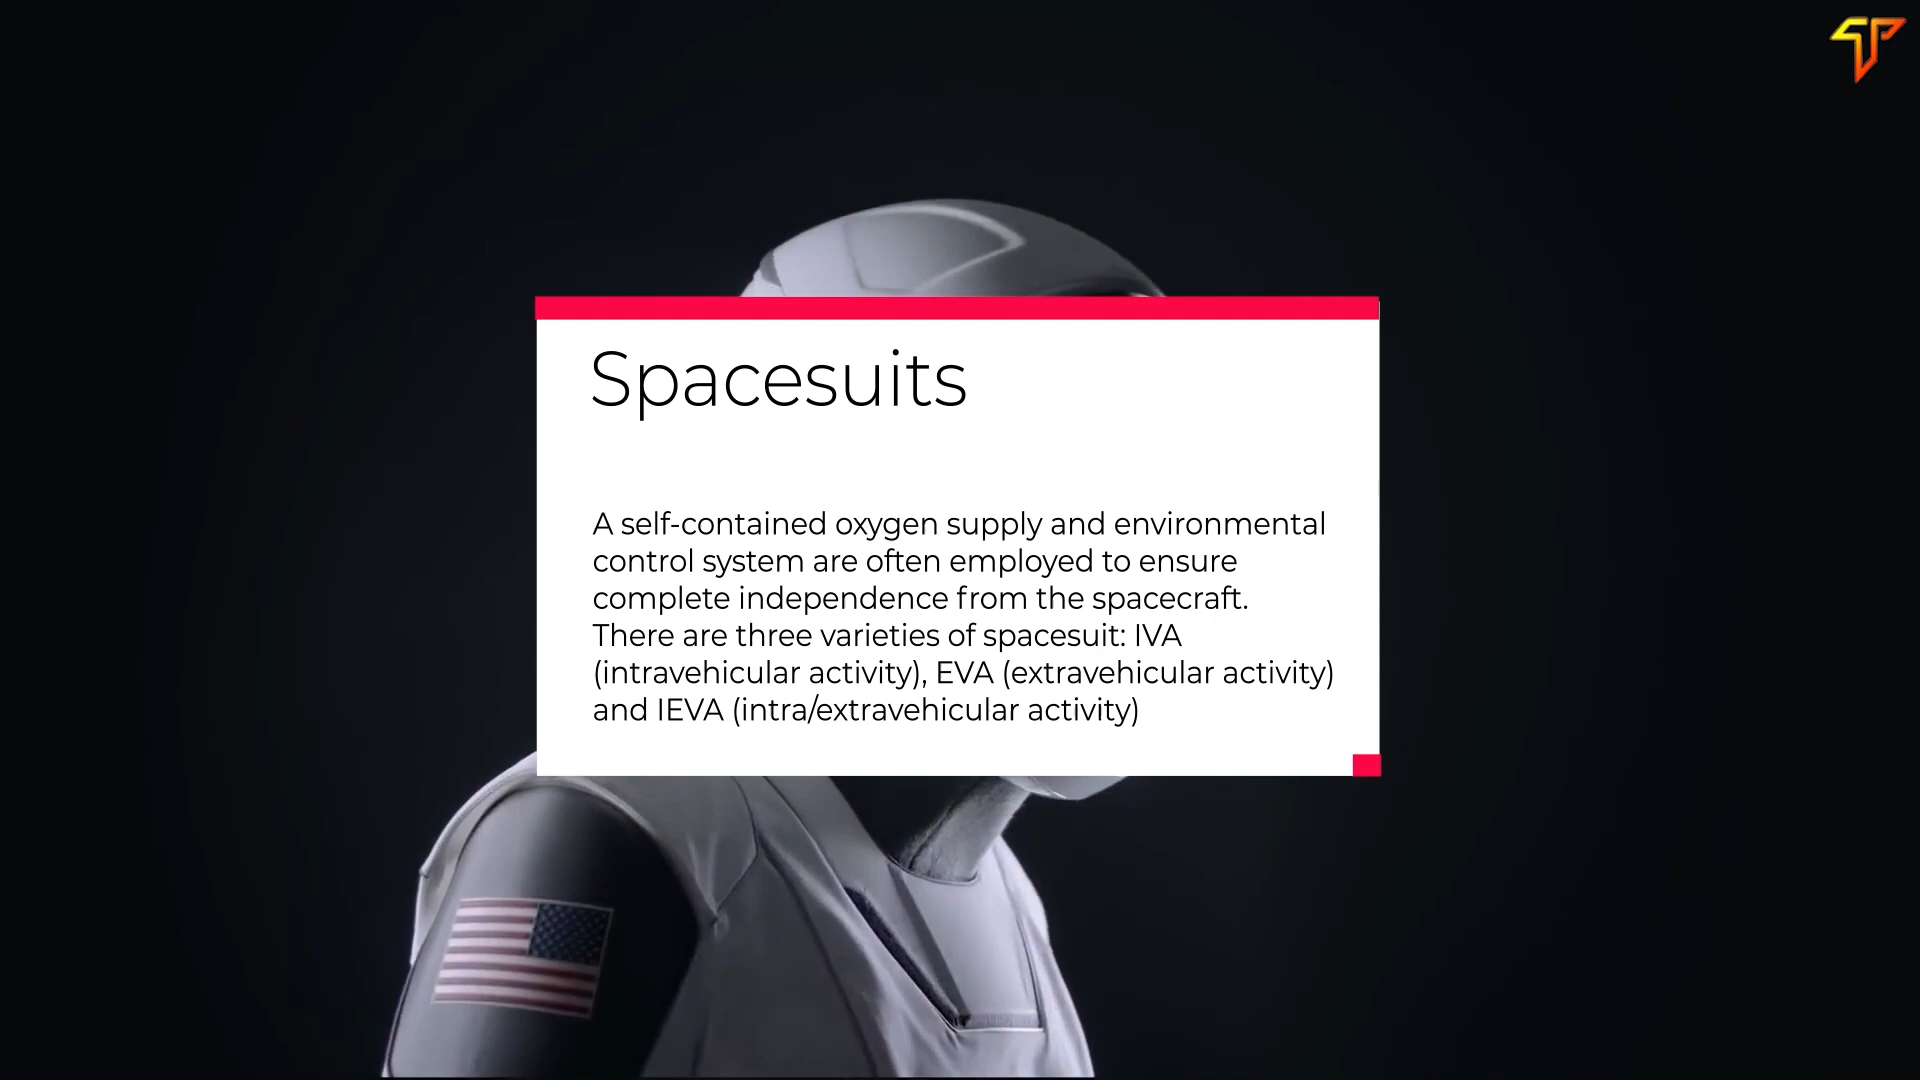 Spacesuits
A self-contained oxygen supply and environmental
control system are often employed to ensure
complete independence from the spacecraft.
There are three varieties of spacesuit: IVA
(intravehicular activity), EVA (extravehicular activity)
and IEVA (intra/extravehicular activity)